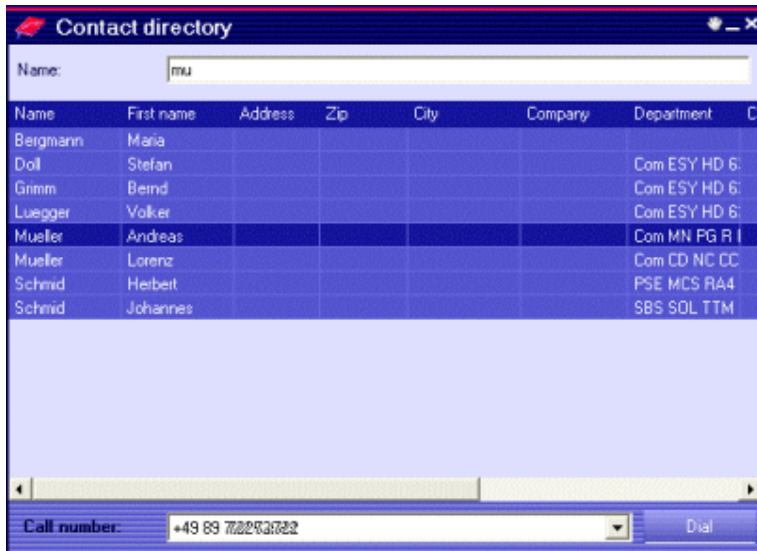 Contact directory
Name: mu
Name First name Address Zip City Company Department
Bergmann Maria
Doll Stefan Com ESY HD
Grimm Bernd Com ESY HD
Luegger Volker Com ESY HD
Mueller Andreas Com MN PG R
Mueller Lorenz Com CD NC CC
Schmid Herbert PSE MCS RA4
Schmid Johannes SBS SOL TTM
Call number: +49 89 Dial